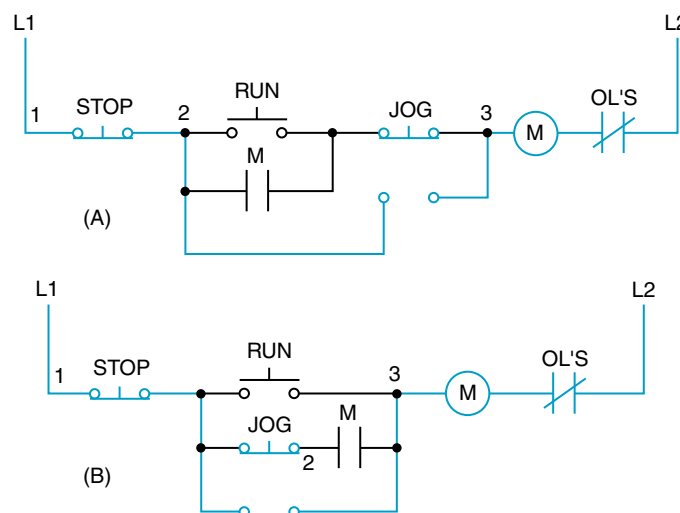 L1 L2
STOP 2 RUN JOG 3 OL'S
1 M M
(A)
L1 L2
STOP RUN 3 OL'S
1 M
JOG M
2
(B)